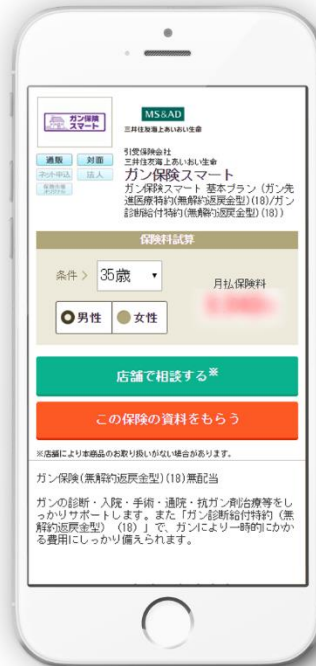 ガン保険
スマート
MS&AD
三井住友海上あいおい生命
通販 対面
ネット申込 法人
引受保険会社
三井住友海上あいおい生命
ガン保険スマート
ガン保険スマート 基本プラン (ガン先
進医療特約(無解約返戻金型)(18)/ガン
診断給付特約(無解約返戻金型)(18))
保険料試算
条件 > 35歳
月払保険料
男性 女性
店舗で相談する※
この保険の資料をもらう
※店舗により本商品のお取り扱いがない場合があります。
ガン保険(無解約返戻金型)(18)無配当
ガンの診断・入院・手術・通院・抗ガン剤治療等をし
っかりサポートします。また「ガン診断給付特約(無
解約返戻金型)(18)」で、ガンにより一時的にかか
る費用にしっかり備えられます。